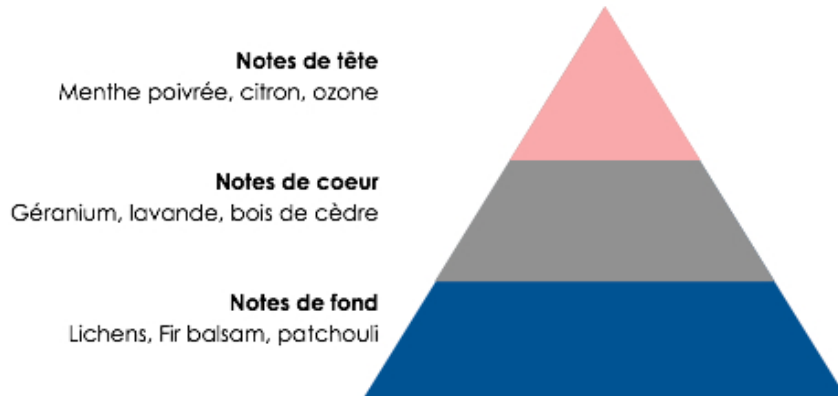 Notes de tête
Menthe poivrée, citron, ozone
Notes de coeur
Géranium, lavande, bois de cèdre
Notes de fond
Lichens, Fir balsam, patchouli